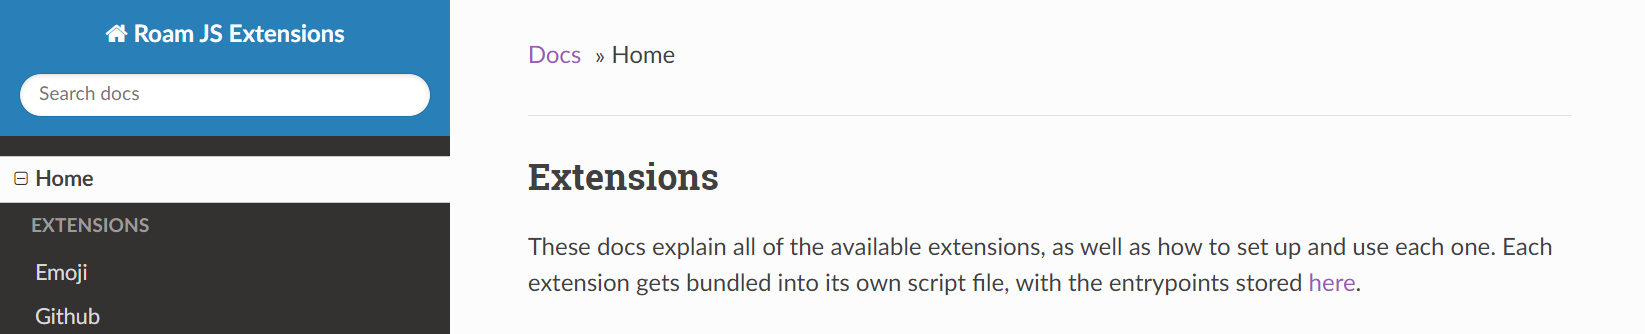 Roam JS Extensions
Search docs
Home
EXTENSIONS
Emoji
Github
Docs » Home
Extensions
These docs explain all of the available extensions, as well as how to set up and use each one. Each
extension gets bundled into its own script file, with the entrypoints stored here.